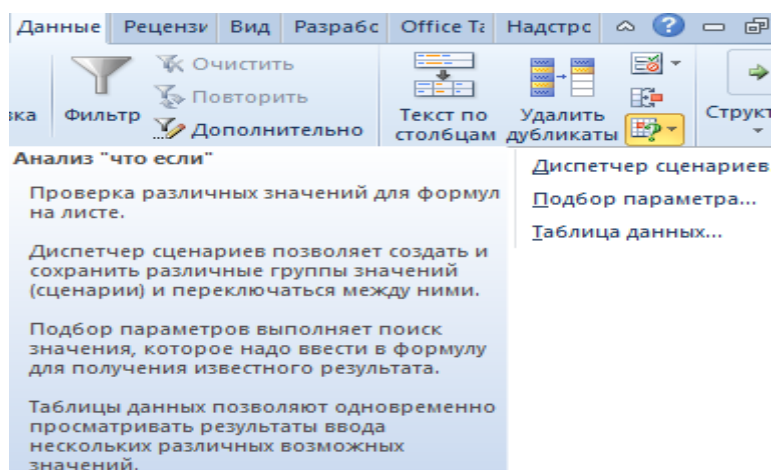 Данные Рецензи Вид Разрабс Office Ta Надстрс
Очистить
Повторить
Дополнительно
вка Фильтр
Текст по столбцам
Удалить дубликаты
Структ
Анализ "что если"
Проверка различных значений для формул
на листе.
Диспетчер сценариев позволяет создать и
сохранить различные группы значений
(сценарии) и переключаться между ними.
Подбор параметров выполняет поиск
значения, которое надо ввести в формулу
для получения известного результата.
Таблицы данных позволяют одновременно
просматривать результаты ввода
нескольких различных возможных
значений.
Диспетчер сценариев
Подбор параметра...
Таблица данных...